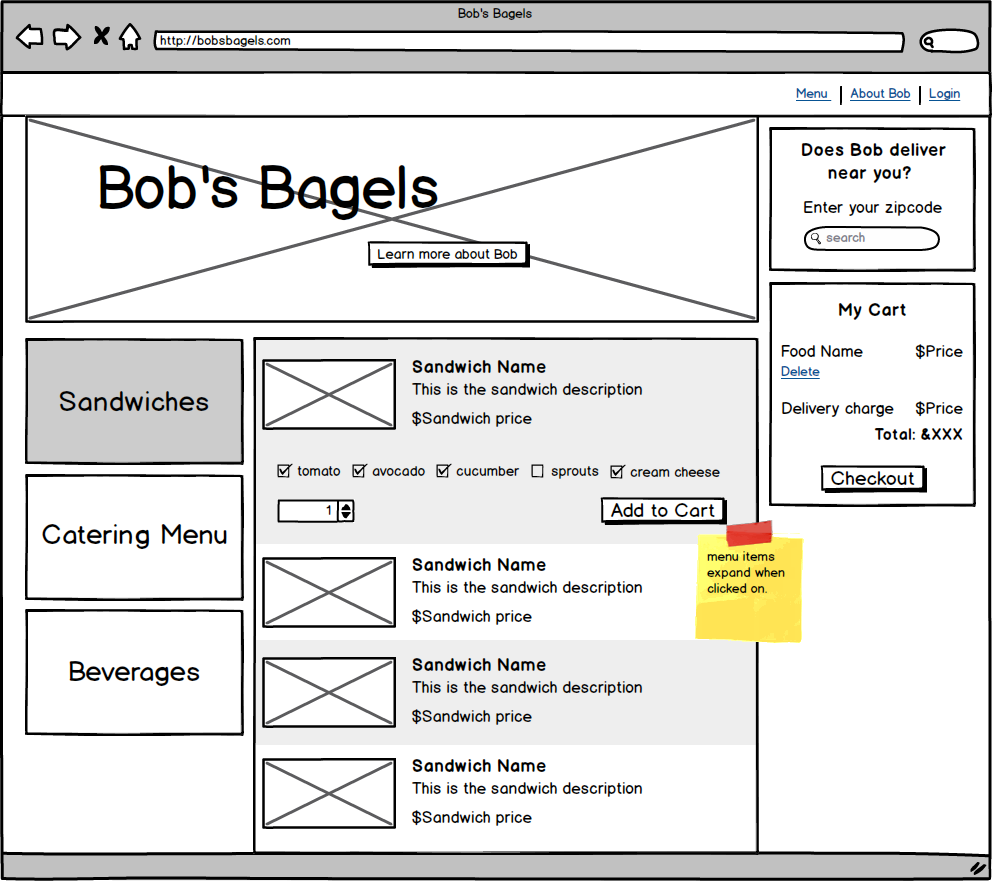 Bob's Bagels
http://bobsbagels.com
Menu
About Bob
Login
Bob's Bagels
Learn more about Bob
Does Bob deliver
near you?
Enter your zipcode
search
My Cart
Food Name $Price
Delete
Delivery charge $Price
Total: &XXX
Checkout
Sandwiches
Catering Menu
Beverages
Sandwich Name
This is the sandwich description
$Sandwich price
tomato avocado cucumber sprouts cream cheese
1
Add to Cart
menu items
expand when
clicked on.
Sandwich Name
This is the sandwich description
$Sandwich price
Sandwich Name
This is the sandwich description
$Sandwich price
Sandwich Name
This is the sandwich description
$Sandwich price